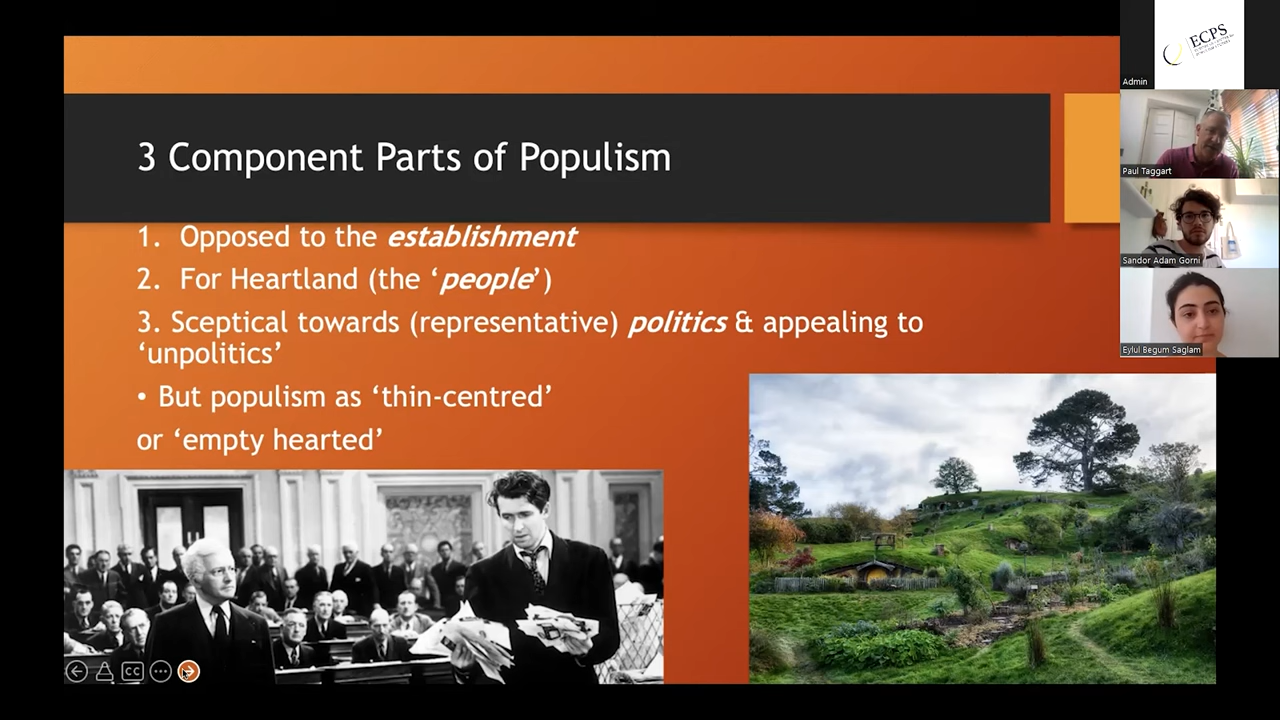 3 Component Parts of Populism
1. Opposed to the establishment
2. For Heartland (the ‘people’)
3. Sceptical towards (representative) politics & appealing to
‘unpolitics’
• But populism as ‘thin-centred’
or ‘empty hearted’
CC
ECPS
Admin
Paul Taggart
Sandor Adam Gorni
Eylul Begum Saglam